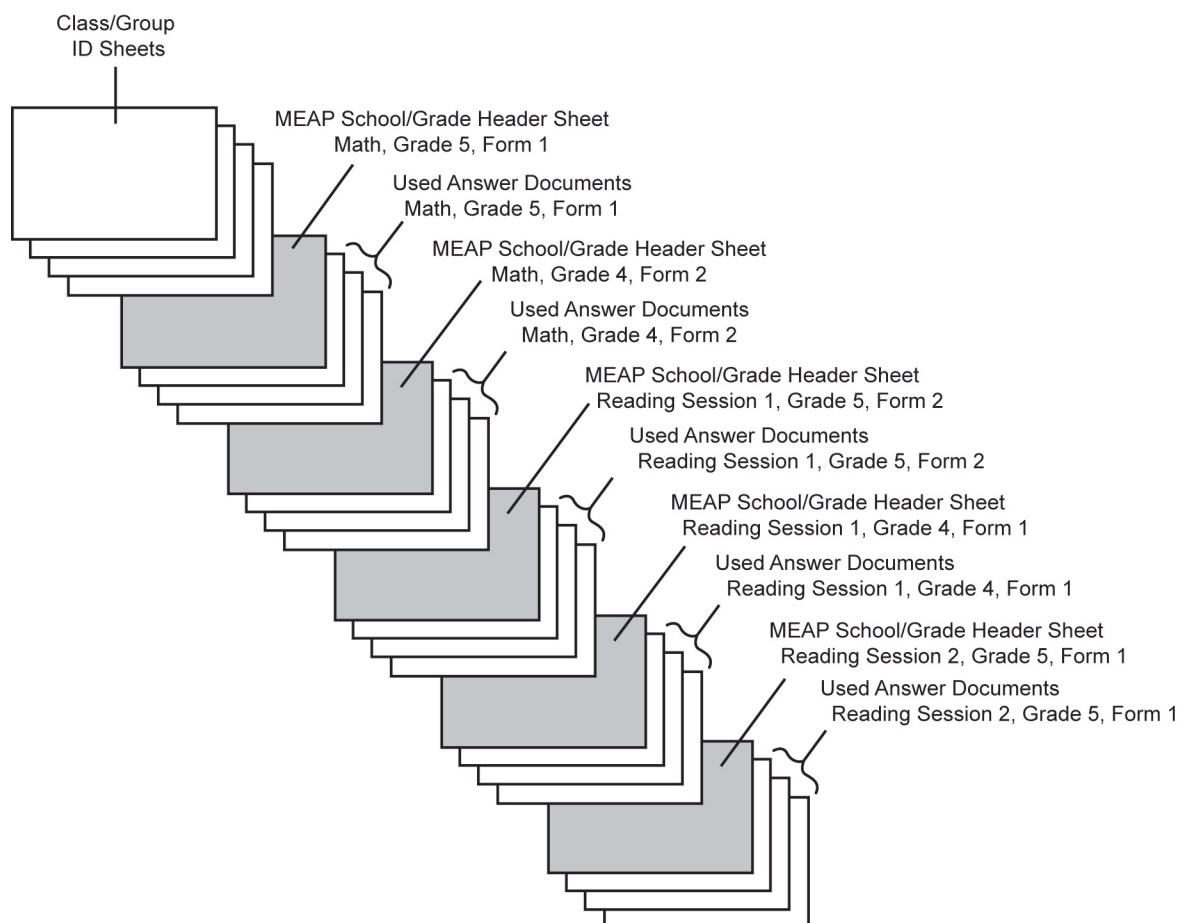 Class/Group
ID Sheets
MEAP School/Grade Header Sheet
Math, Grade 5, Form 1
Used Answer Documents
Math, Grade 5, Form 1
MEAP School/Grade Header Sheet
Math, Grade 4, Form 2
Used Answer Documents
Math, Grade 4, Form 2
MEAP School/Grade Header Sheet
Reading Session 1, Grade 5, Form 2
Used Answer Documents
Reading Session 1, Grade 5, Form 2
MEAP School/Grade Header Sheet
Reading Session 1, Grade 4, Form 1
Used Answer Documents
Reading Session 1, Grade 4, Form 1
MEAP School/Grade Header Sheet
Reading Session 2, Grade 5, Form 1
Used Answer Documents
Reading Session 2, Grade 5, Form 1